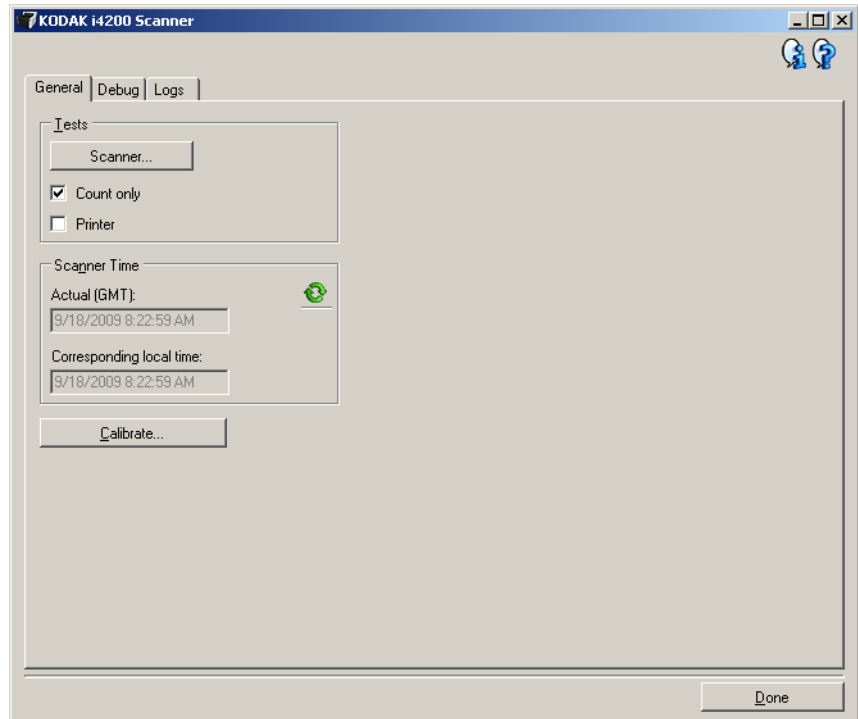 KODAK i4200 Scanner
General Debug Logs
Tests
Scanner...
Count only
Printer
Scanner Time
Actual (GMT):
9/18/2009 8:22:59 AM
Corresponding local time:
9/18/2009 8:22:59 AM
Calibrate...
Done